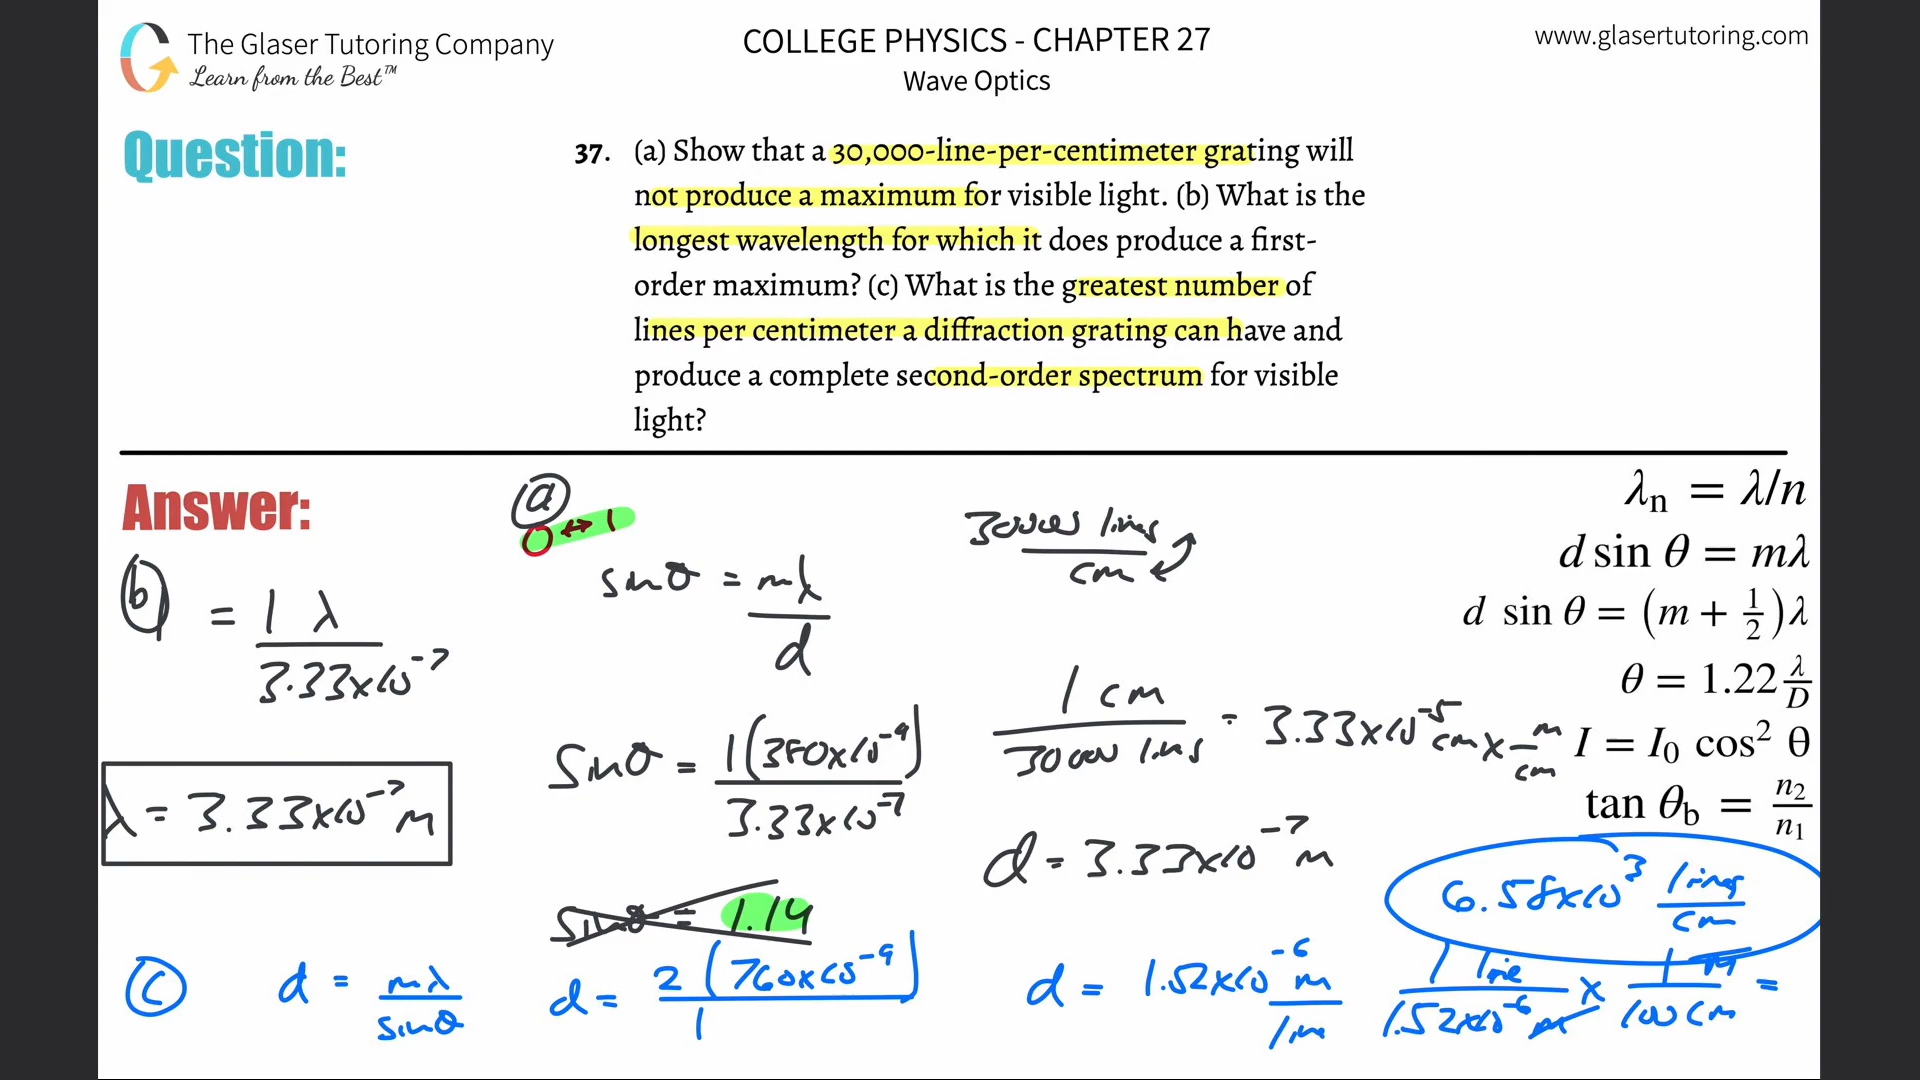 The Glaser Tutoring Company
Learn from the Best™
COLLEGE PHYSICS - CHAPTER 27
Wave Optics
www.glasertutoring.com
Question:
37. (a) Show that a 30,000-line-per-centimeter grating will
not produce a maximum for visible light. (b) What is the
longest wavelength for which it does produce a first-
order maximum? (c) What is the greatest number of
lines per centimeter a diffraction grating can have and
produce a complete second-order spectrum for visible
light?
Answer:
(a)
0 ↔ 1
sinθ = mλ/d
sinθ = 1(380x10⁻⁹)/3.33x10⁻⁷
sinθ = 1.14
30000 lines/cm
1 cm/30000 lines = 3.33x10⁻⁵ cm x m/cm
d = 3.33x10⁻⁷ m
(b) = 1 λ/3.33x10⁻⁷
λ = 3.33x10⁻⁷ m
(c) d = mλ/sinθ
d = 2(760x10⁻⁹)/1
d = 1.52x10⁻⁶ m/line
1 line/1.52x10⁻⁶ m x 1 m/100 cm =
6.58x10³ lines/cm
λn = λ/n
d sin θ = mλ
d sin θ = (m + 1/2)λ
θ = 1.22 λ/D
I = I₀ cos² θ
tan θb = n₂/n₁